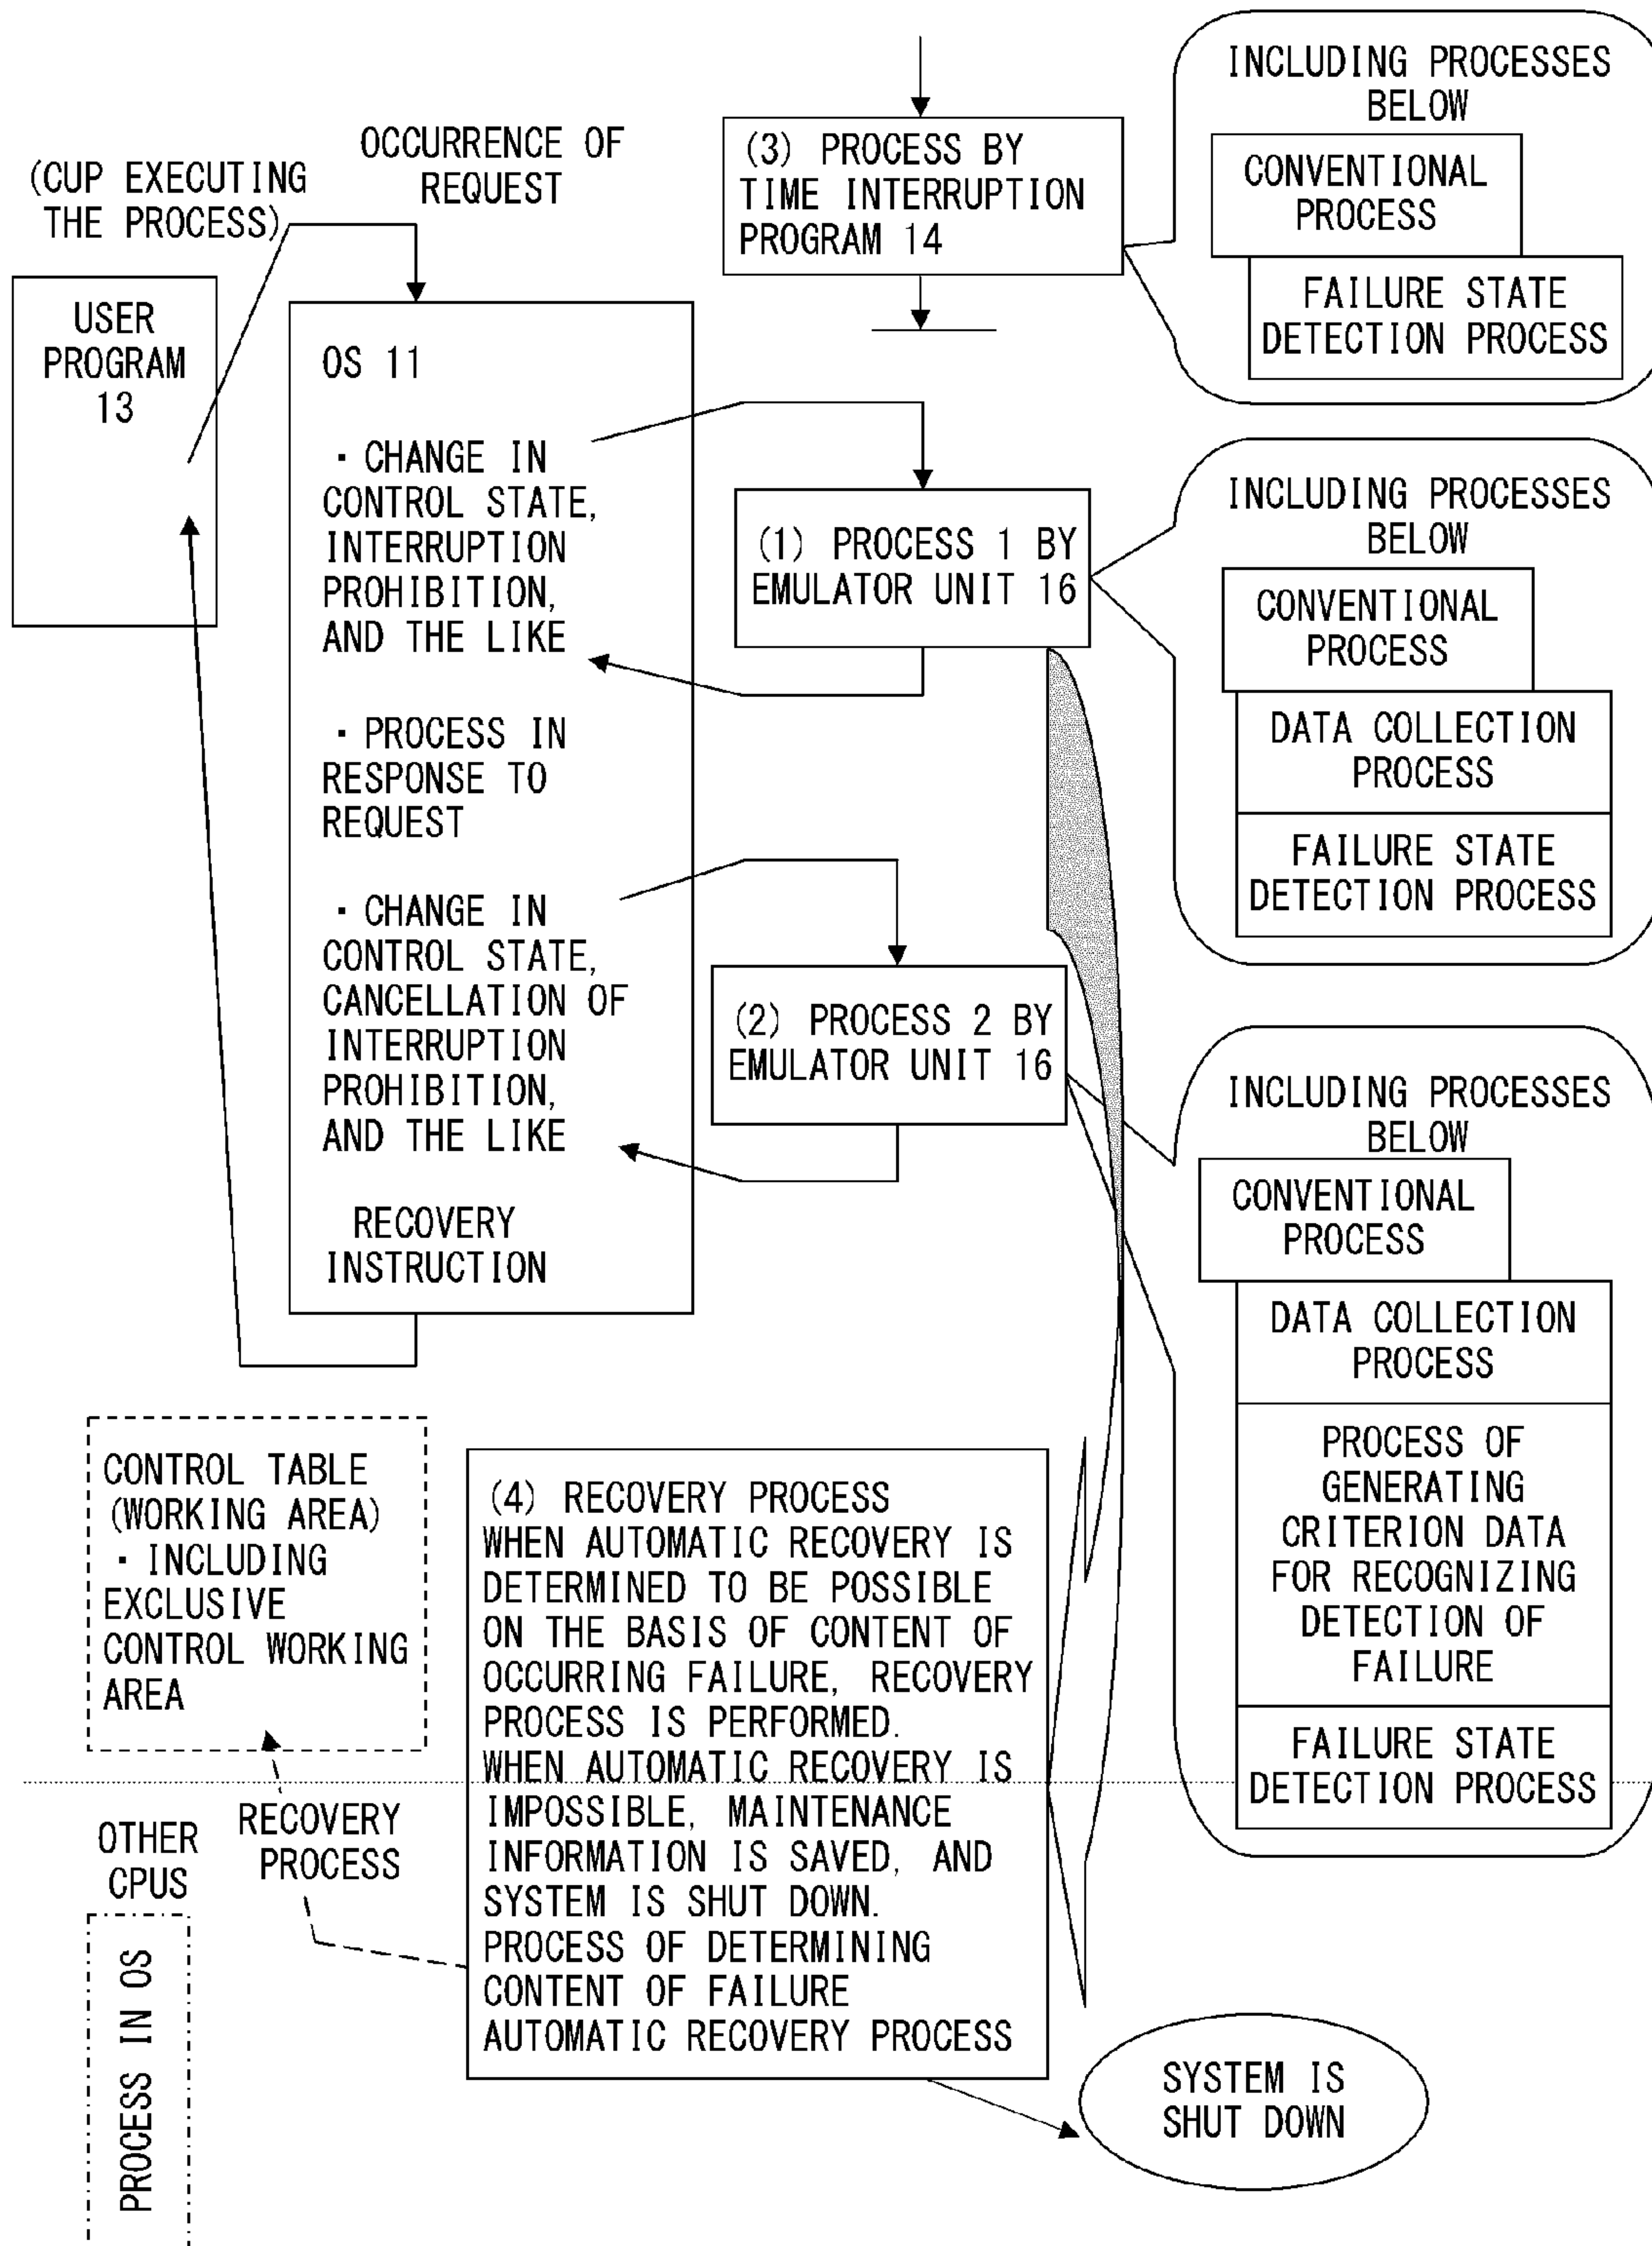 (CUP EXECUTING
THE PROCESS)
OCCURRENCE OF
REQUEST
USER
PROGRAM
13
OS 11
・CHANGE IN
CONTROL STATE,
INTERRUPTION
PROHIBITION,
AND THE LIKE
・PROCESS IN
RESPONSE TO
REQUEST
・CHANGE IN
CONTROL STATE,
CANCELLATION OF
INTERRUPTION
PROHIBITION,
AND THE LIKE
RECOVERY
INSTRUCTION
(3) PROCESS BY
TIME INTERRUPTION
PROGRAM 14
INCLUDING PROCESSES
BELOW
CONVENTIONAL
PROCESS
FAILURE STATE
DETECTION PROCESS
(1) PROCESS 1 BY
EMULATOR UNIT 16
INCLUDING PROCESSES
BELOW
CONVENTIONAL
PROCESS
DATA COLLECTION
PROCESS
FAILURE STATE
DETECTION PROCESS
(2) PROCESS 2 BY
EMULATOR UNIT 16
INCLUDING PROCESSES
BELOW
CONVENTIONAL
PROCESS
DATA COLLECTION
PROCESS
PROCESS OF
GENERATING
CRITERION DATA
FOR RECOGNIZING
DETECTION OF
FAILURE
FAILURE STATE
DETECTION PROCESS
CONTROL TABLE
(WORKING AREA)
・INCLUDING
EXCLUSIVE
CONTROL WORKING
AREA
(4) RECOVERY PROCESS
WHEN AUTOMATIC RECOVERY IS
DETERMINED TO BE POSSIBLE
ON THE BASIS OF CONTENT OF
OCCURRING FAILURE, RECOVERY
PROCESS IS PERFORMED.
WHEN AUTOMATIC RECOVERY IS
IMPOSSIBLE, MAINTENANCE
INFORMATION IS SAVED, AND
SYSTEM IS SHUT DOWN.
PROCESS OF DETERMINING
CONTENT OF FAILURE
AUTOMATIC RECOVERY PROCESS
RECOVERY
PROCESS
OTHER
CPUS
PROCESS IN OS
SYSTEM IS
SHUT DOWN